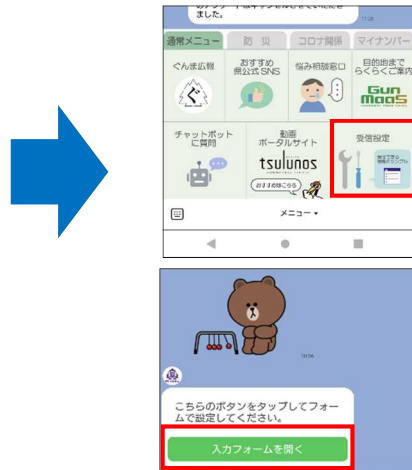 ました。
通常メニュー
防 災
コロナ関係
マイナンバー
ぐんま広報
おすすめ
県公式SNS
悩み相談窓口
目的地まで
らくらくご案内
Gun
MaaS
チャットボット
に質問
動画
ポータルサイト
tsulunos
おすすめはこちら
受信設定
メニュー ▾
こちらのボタンをタップしてフォー
ムで設定してください。
入力フォームを開く